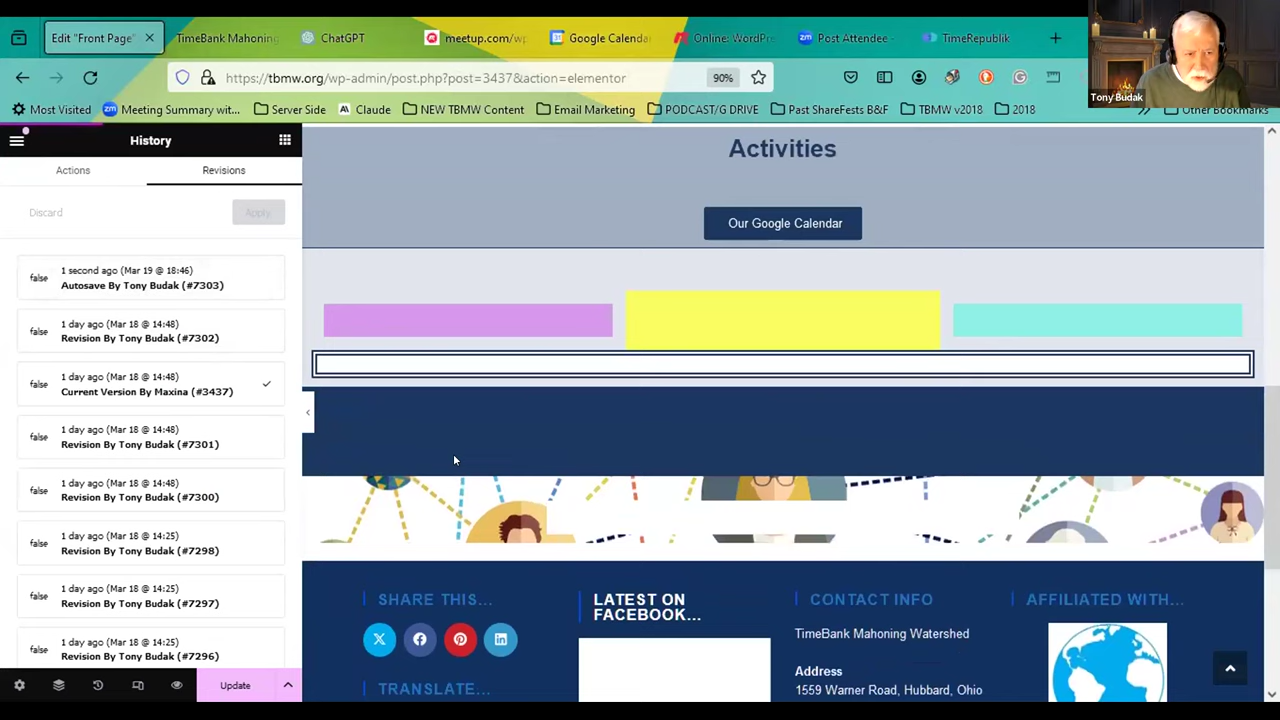 Edit "Front Page"
TimeBank Mahoning
ChatGPT
meetup.com/wp
Google Calenda
Online: WordPre
Post Attendee -
TimeRepublik
https://tbmw.org/wp-admin/post.php?post=3437&action=elementor
90%
Most Visited
Meeting Summary wit...
Server Side
Claude
NEW TBMW Content
Email Marketing
PODCAST/G DRIVE
Past ShareFests B&F
TBMW v2018
2018
Other Bookmarks
Tony Budak
History
Actions
Revisions
Discard
Apply
false
1 second ago (Mar 19 @ 18:46)
Autosave By Tony Budak (#7303)
false
1 day ago (Mar 18 @ 14:48)
Revision By Tony Budak (#7302)
false
1 day ago (Mar 18 @ 14:48)
Current Version By Maxina (#3437)
false
1 day ago (Mar 18 @ 14:48)
Revision By Tony Budak (#7301)
false
1 day ago (Mar 18 @ 14:48)
Revision By Tony Budak (#7300)
false
1 day ago (Mar 18 @ 14:25)
Revision By Tony Budak (#7298)
false
1 day ago (Mar 18 @ 14:25)
Revision By Tony Budak (#7297)
false
1 day ago (Mar 18 @ 14:25)
Revision By Tony Budak (#7296)
Update
Activities
Our Google Calendar
SHARE THIS...
TRANSLATE...
LATEST ON
FACEBOOK...
CONTACT INFO
TimeBank Mahoning Watershed
Address
1559 Warner Road, Hubbard, Ohio
AFFILIATED WITH...